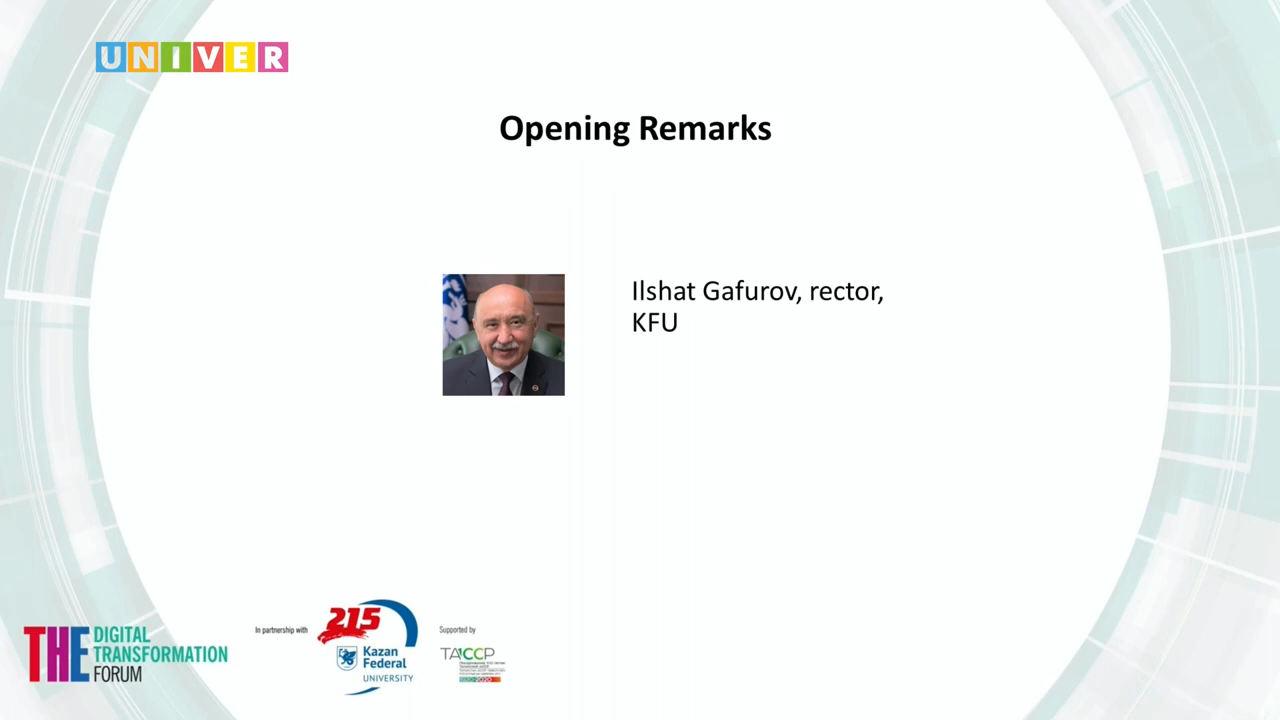 UNIVER
Opening Remarks
Ilshat Gafurov, rector,
KFU
THE DIGITAL
TRANSFORMATION
FORUM
In partnership with
215
Kazan
Federal
UNIVERSITY
Supported by